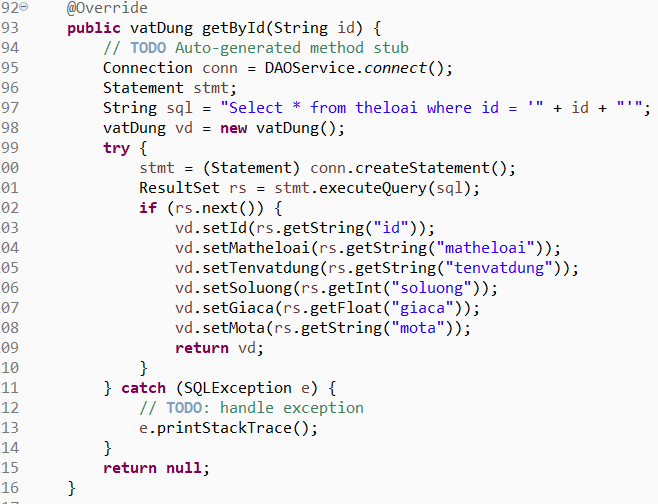 92 @Override
93 public vatDung getById(String id) {
94 // TODO Auto-generated method stub
95 Connection conn = DAOService.connect();
96 Statement stmt;
97 String sql = "Select * from theloai where id = '" + id + "'";
98 vatDung vd = new vatDung();
99 try {
00 stmt = (Statement) conn.createStatement();
01 ResultSet rs = stmt.executeQuery(sql);
02 if (rs.next()) {
03 vd.setId(rs.getString("id"));
04 vd.setMatheloai(rs.getString("matheloai"));
05 vd.setTenvatdung(rs.getString("tenvatdung"));
06 vd.setSoluong(rs.getInt("soluong"));
07 vd.setGiaca(rs.getFloat("giaca"));
08 vd.setMota(rs.getString("mota"));
09 return vd;
10 }
11 } catch (SQLException e) {
12 // TODO: handle exception
13 e.printStackTrace();
14 }
15 return null;
16 }